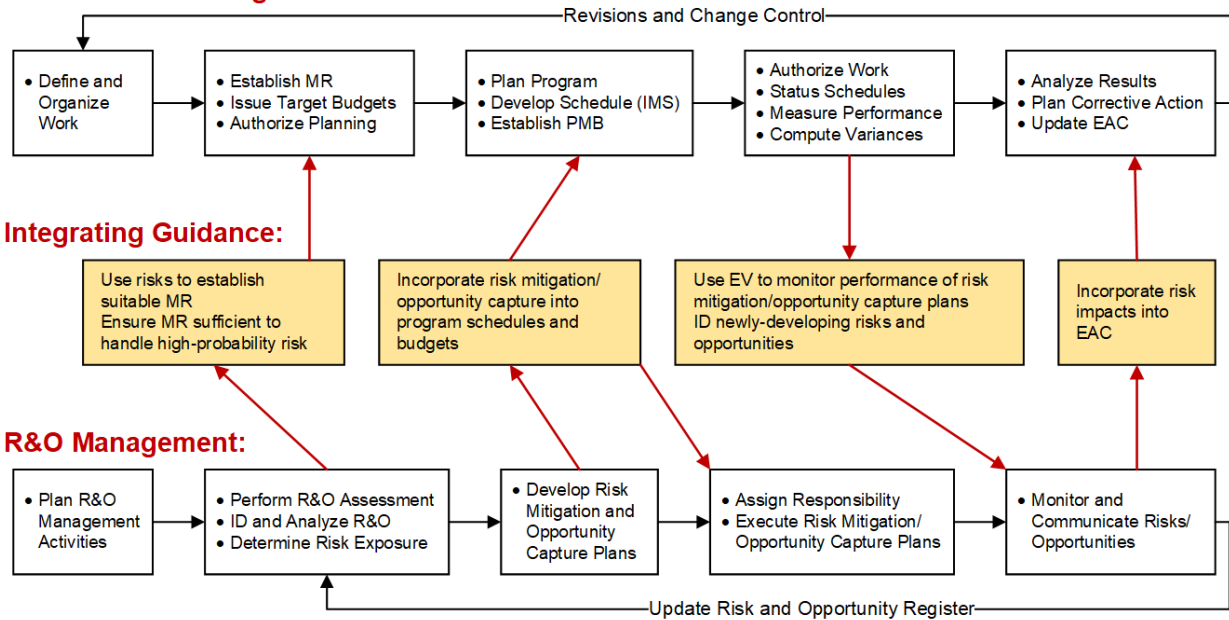 Revisions and Change Control
• Define and
Organize
Work
• Establish MR
• Issue Target Budgets
• Authorize Planning
• Plan Program
• Develop Schedule (IMS)
• Establish PMB
• Authorize Work
• Status Schedules
• Measure Performance
• Compute Variances
• Analyze Results
• Plan Corrective Action
• Update EAC
Integrating Guidance:
Use risks to establish
suitable MR
Ensure MR sufficient to
handle high-probability risk
Incorporate risk mitigation/
opportunity capture into
program schedules and
budgets
Use EV to monitor performance of risk
mitigation/opportunity capture plans
ID newly-developing risks and
opportunities
Incorporate risk
impacts into
EAC
R&O Management:
• Plan R&O
Management
Activities
• Perform R&O Assessment
• ID and Analyze R&O
• Determine Risk Exposure
• Develop Risk
Mitigation and
Opportunity
Capture Plans
• Assign Responsibility
• Execute Risk Mitigation/
Opportunity Capture Plans
• Monitor and
Communicate Risks/
Opportunities
Update Risk and Opportunity Register